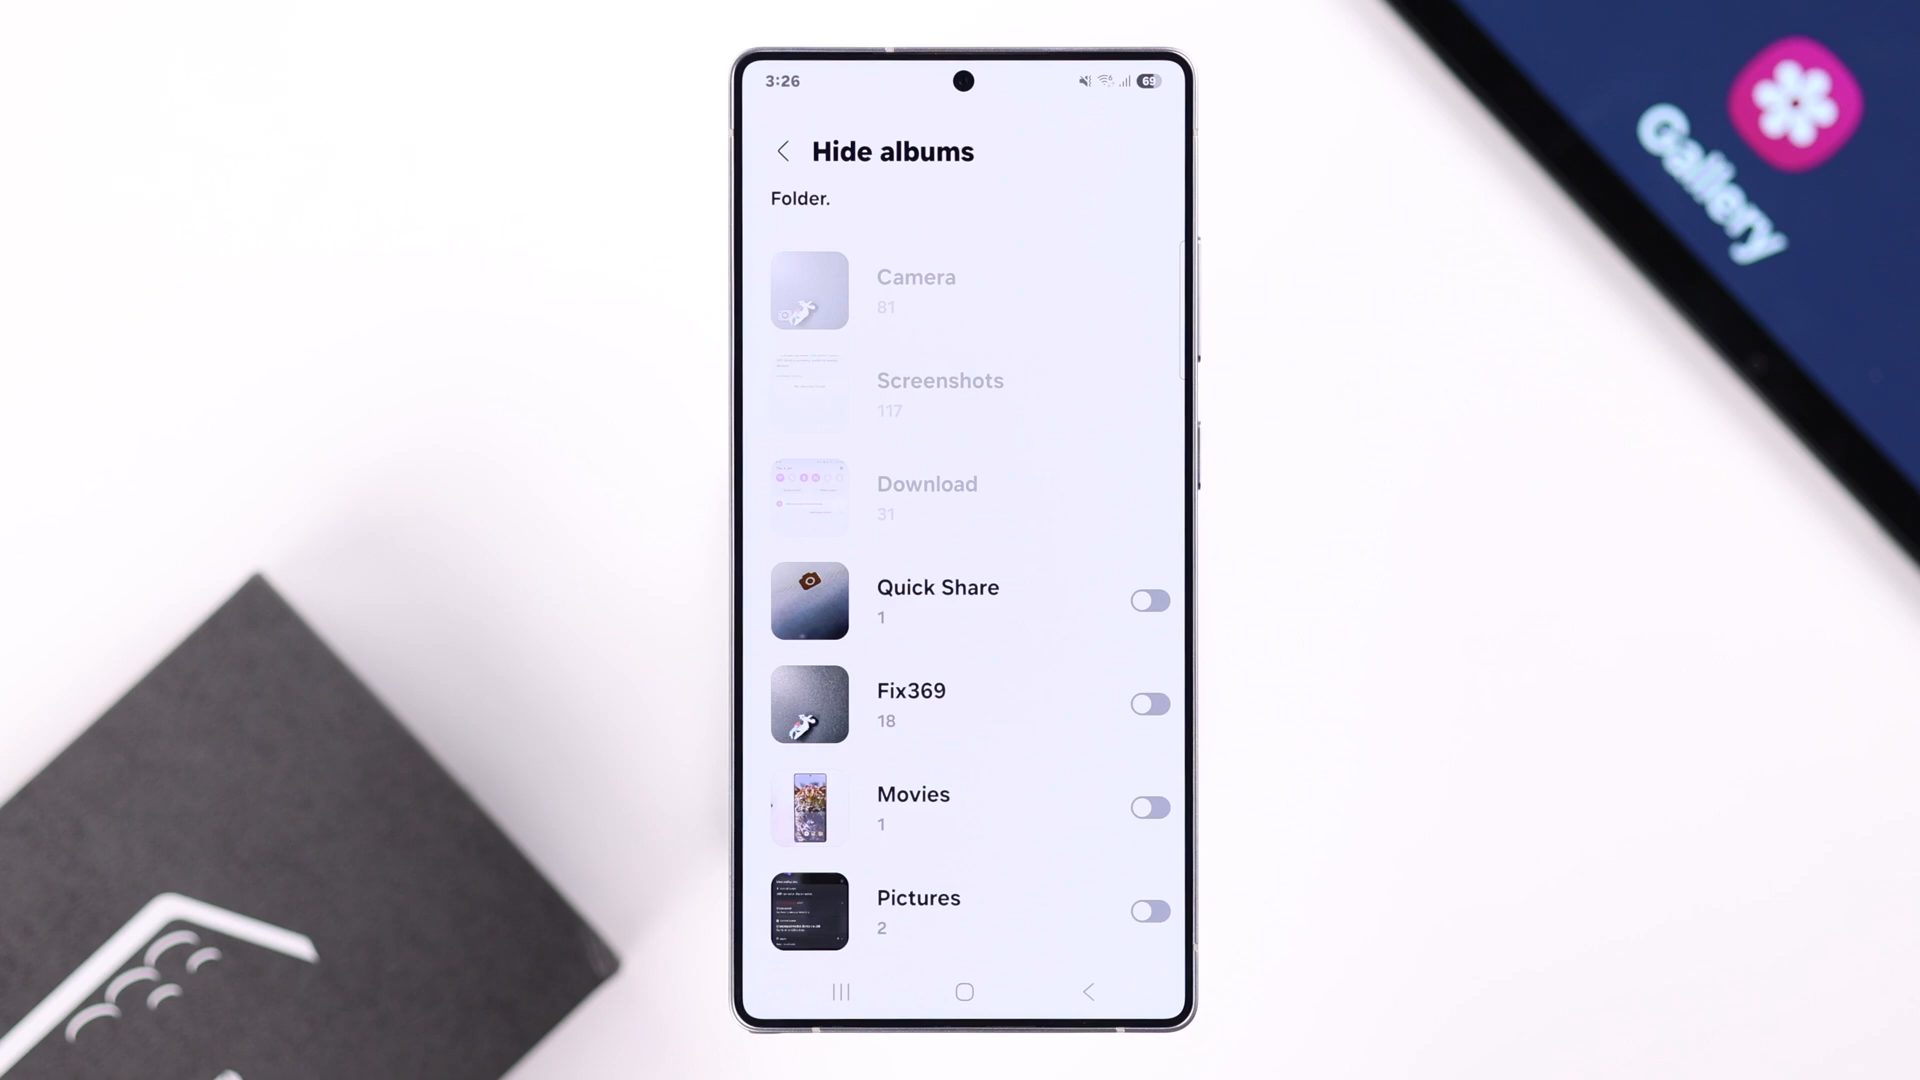 3:26
69
Hide albums
Folder.
Camera
81
Screenshots
117
Download
31
Quick Share
1
Fix369
18
Movies
1
Pictures
2
Gallery